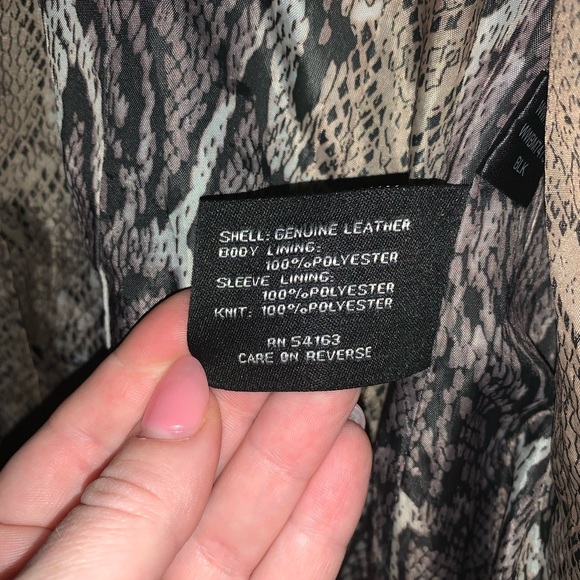 SHELL: GENUINE LEATHER
BODY LINING:
100%POLYESTER
SLEEVE LINING:
100%POLYESTER
KNIT: 100%POLYESTER
RN 54163
CARE ON REVERSE
BLK